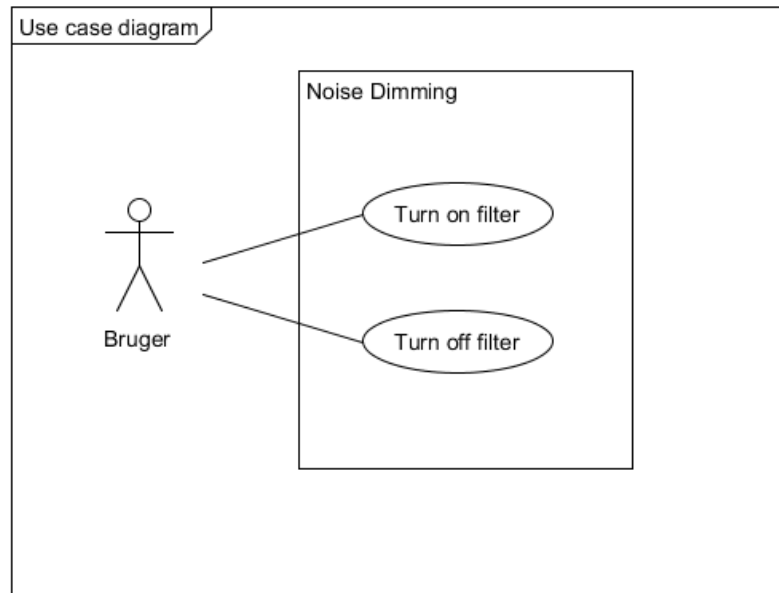 Use case diagram
Noise Dimming
Turn on filter
Bruger
Turn off filter